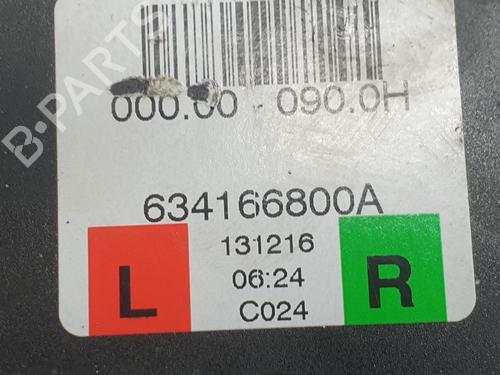 B-PARTS
000.00 - 090.0H
634166800A
131216
06:24
C024
L
R